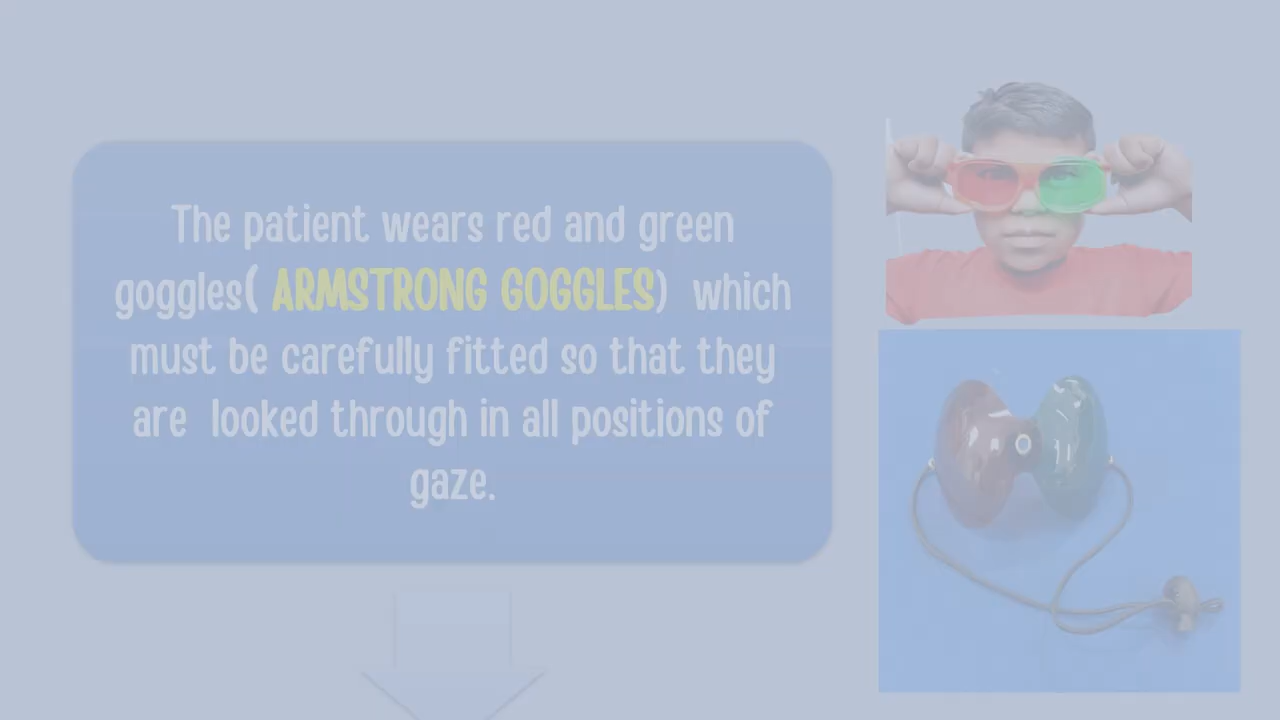 The patient wears red and green
goggles( ARMSTRONG GOGGLES)  which
must be carefully fitted so that they
are  looked through in all positions of
gaze.